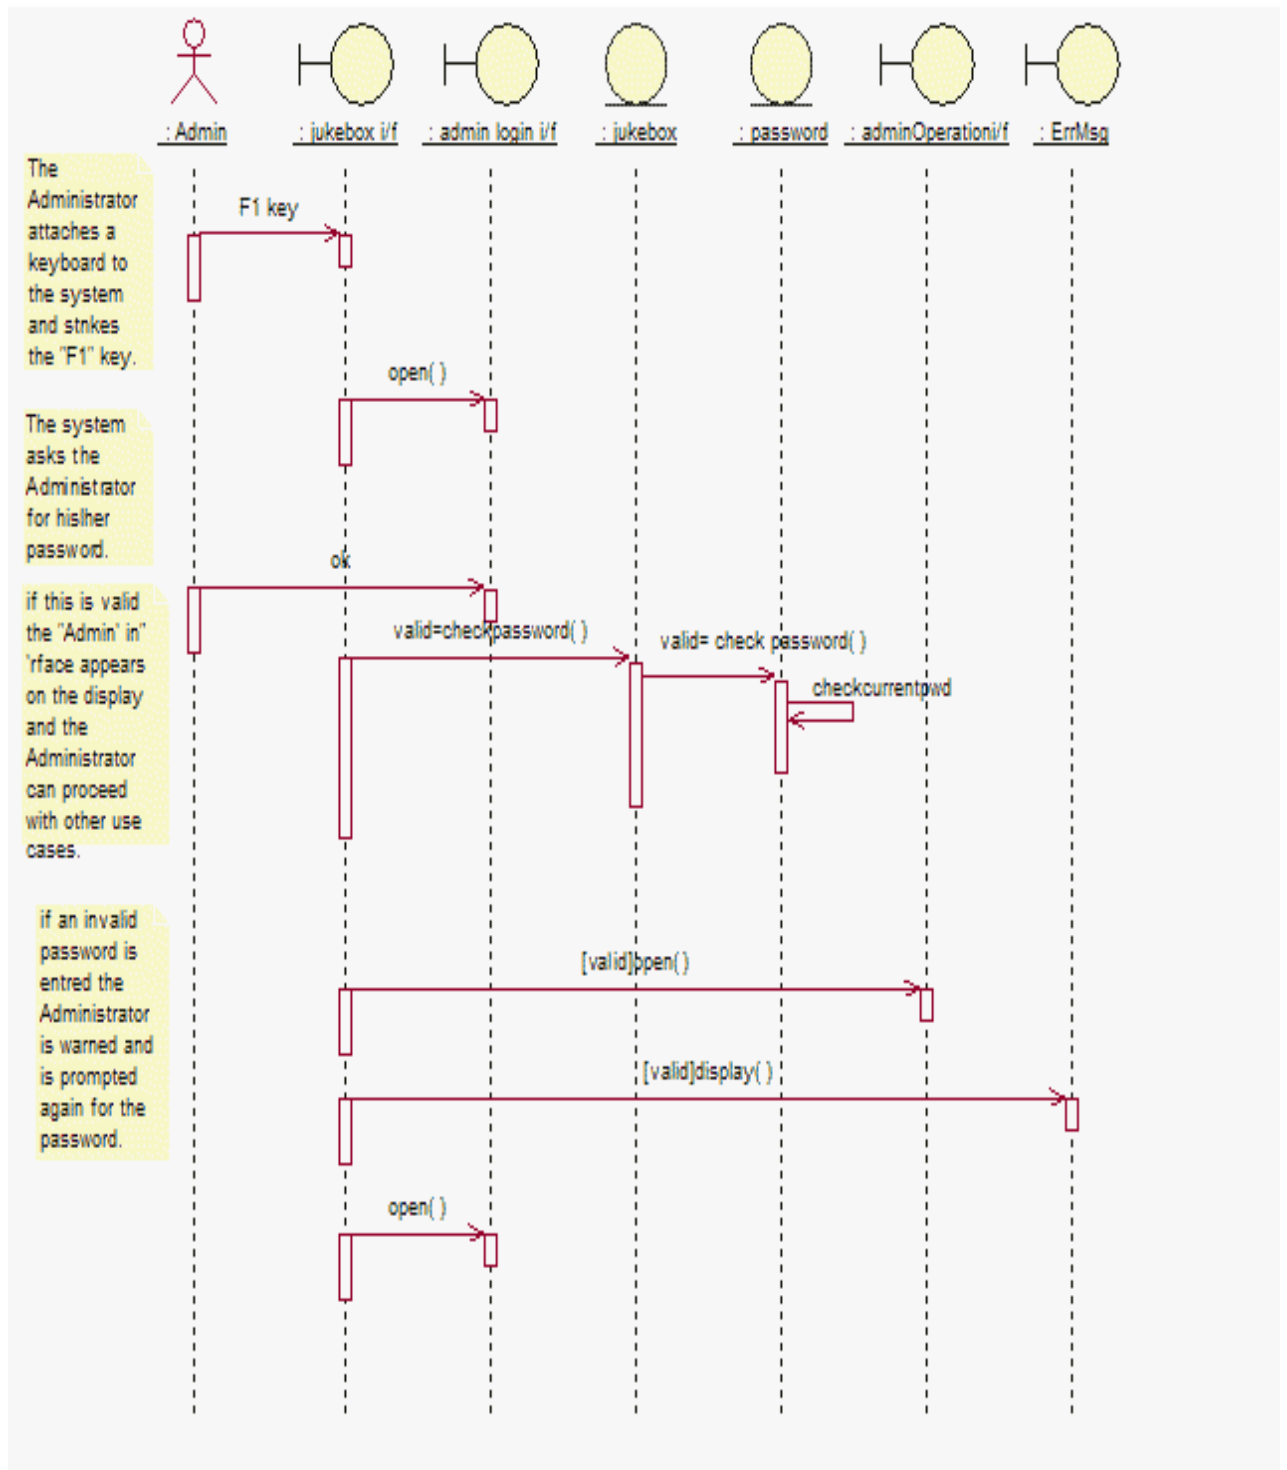 : Admin
: jukebox i/f
: admin login i/f
: jukebox
: password
: adminOperationi/f
: ErrMsg
The
Administrator
attaches a
keyboard to
the system
and stnkes
the "F1" key.
F1 key
open( )
The system
asks the
Administrator
for hislher
password.
ok
if this is valid
the "Admin' in"
'rface appears
on the display
and the
Administrator
can proceed
with other use
cases.
valid=checkpassword( )
valid= check password( )
checkcurrentpwd
if an invalid
password is
entred the
Administrator
is warned and
is prompted
again for the
password.
[valid]open( )
[valid]display( )
open( )